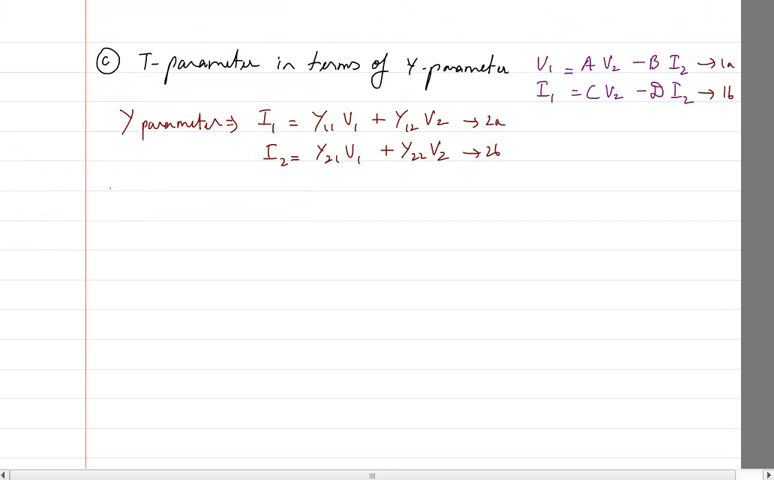 ⓒ T-parameter in terms of Y-parameter V₁ = A V₂ - B I₂ → 1a
I₁ = C V₂ - D I₂ → 1b
Y parameter ⇒ I₁ = Y₁₁ V₁ + Y₁₂ V₂ → 2a
I₂ = Y₂₁ V₁ + Y₂₂ V₂ → 2b